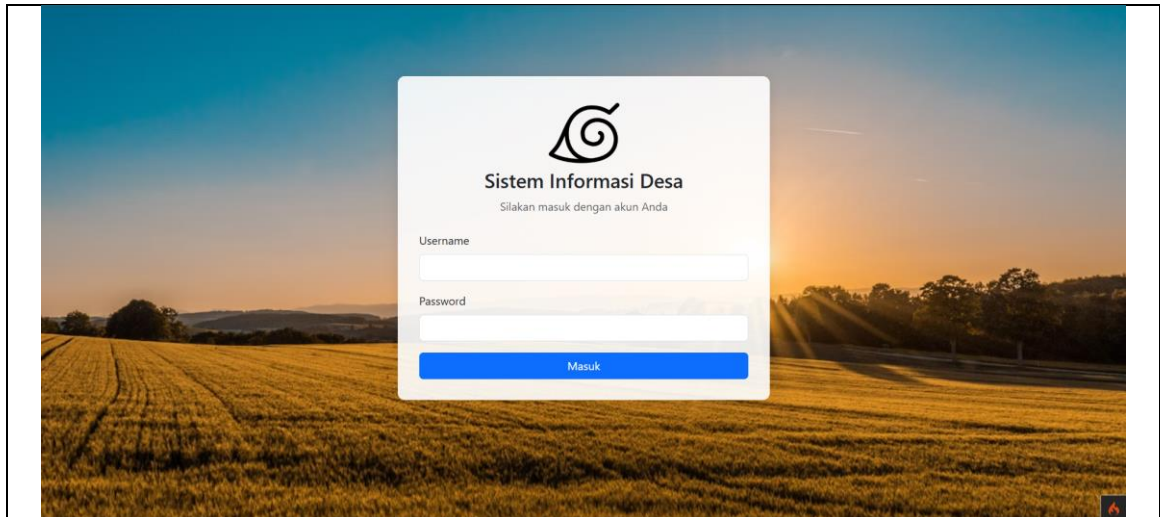 Sistem Informasi Desa
Silakan masuk dengan akun Anda
Username
Password
Masuk